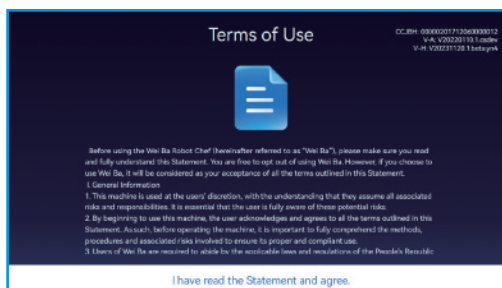 Terms of Use
CCJBH: 00000201712060000012
V-A: V20220110.1.osdev
V-H: V20231128.1.beta.yn4
Before using the Wei Ba Robot Chef (hereinafter referred to as "Wei Ba"), please make sure you read
and fully understand this Statement. You are free to opt out of using Wei Ba. However, if you choose to
use Wei Ba, it will be considered as your acceptance of all the terms outlined in this Statement.
I. General Information
1. This machine is used at the users' discretion, with the understanding that they assume all associated
risks and responsibilities. It is essential that the user is fully aware of these potential risks.
2. By beginning to use this machine, the user acknowledges and agrees to all the terms outlined in this
Statement. As such, before operating the machine, it is important to fully comprehend the methods,
procedures and associated risks involved to ensure its proper and compliant use.
3. Users of Wei Ba are required to abide by the applicable laws and regulations of the People's Republic
I have read the Statement and agree.